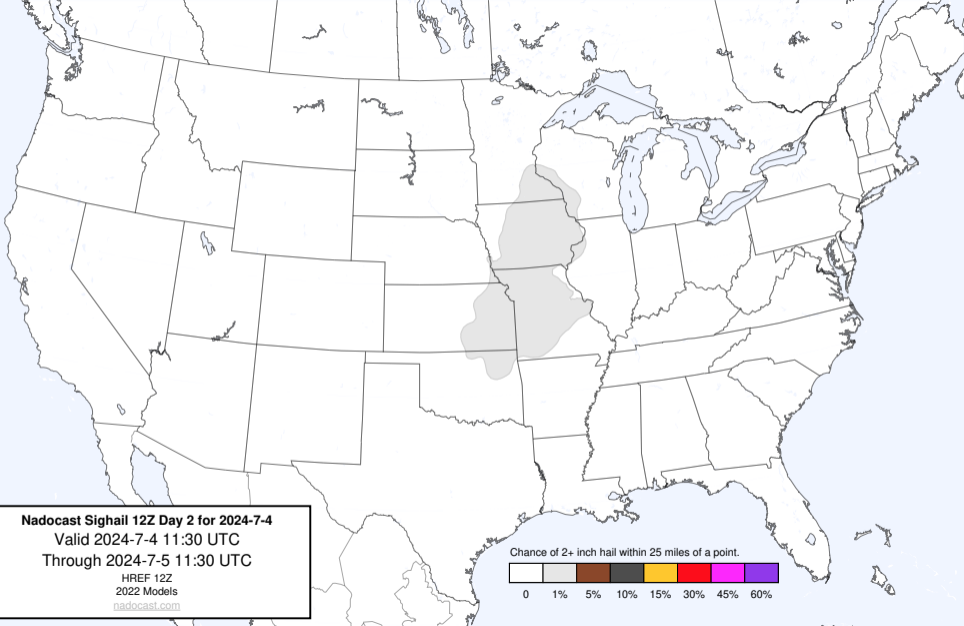 Nadocast Sighail 12Z Day 2 for 2024-7-4
Valid 2024-7-4 11:30 UTC
Through 2024-7-5 11:30 UTC
HREF 12Z
2022 Models
nadocast.com
Chance of 2+ inch hail within 25 miles of a point.
0 1% 5% 10% 15% 30% 45% 60%